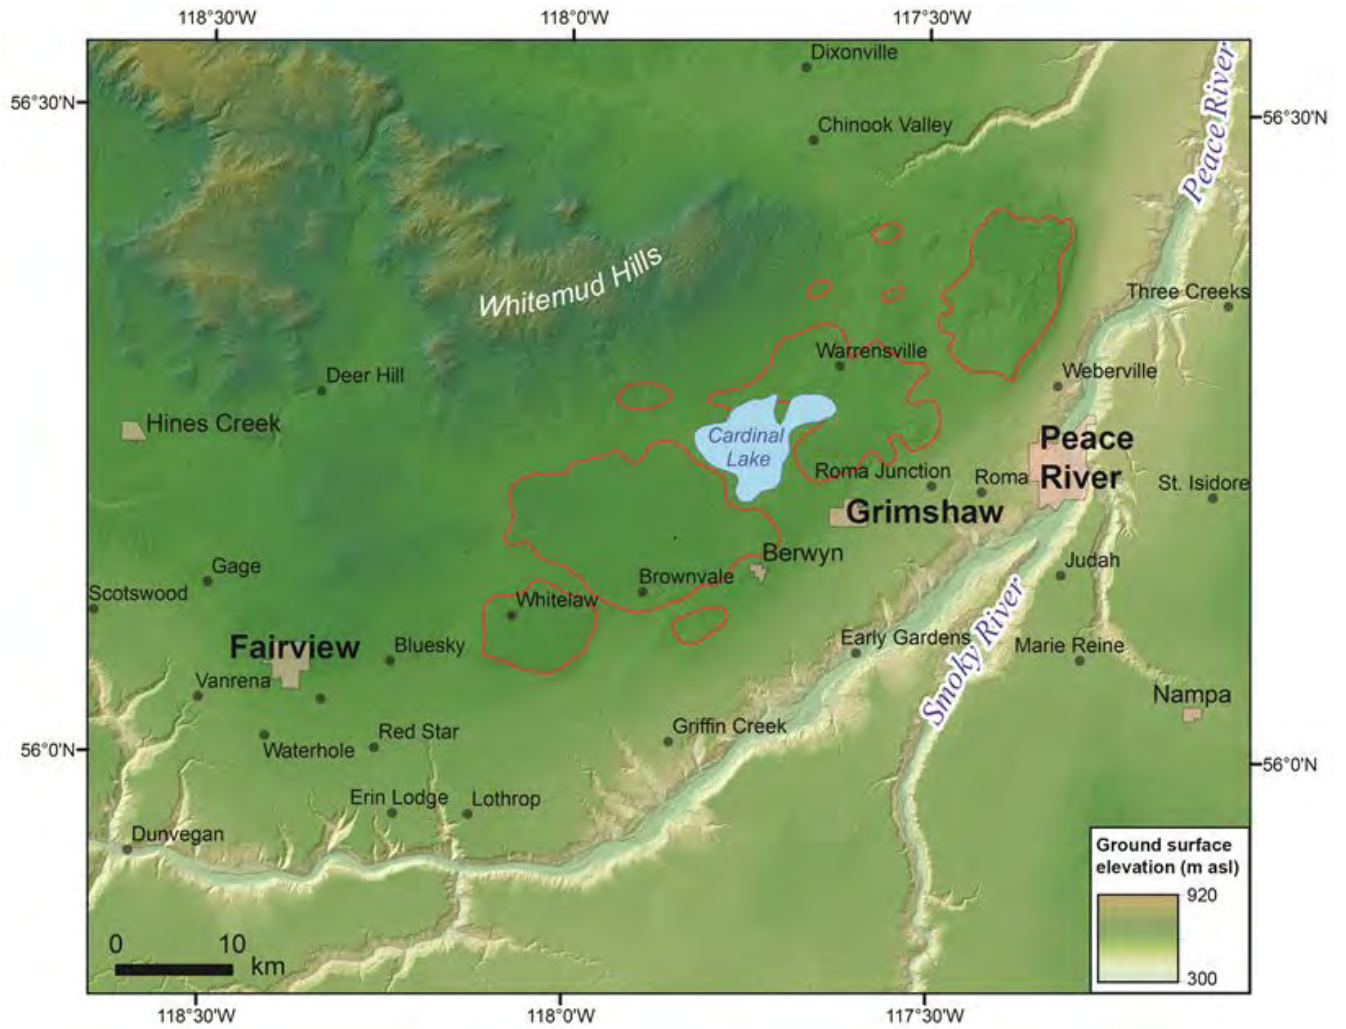 118°30'W
118°0'W
117°30'W
Dixonville
56°30'N
Chinook Valley
56°30'N
Peace River
Whitemud Hills
Three Creeks
Warrensville
Deer Hill
Weberville
Hines Creek
Cardinal
Lake
Peace
River
Roma Junction
Roma
St. Isidore
Grimshaw
Berwyn
Gage
Brownvale
Judah
Scotswood
Whitelaw
Fairview
Bluesky
Early Gardens
Smoky River
Marie Reine
Vanrena
Nampa
Griffin Creek
Red Star
56°0'N
Waterhole
56°0'N
Erin Lodge
Lothrop
Dunvegan
Ground surface
elevation (m asl)
920
300
0
10
km
118°30'W
118°0'W
117°30'W